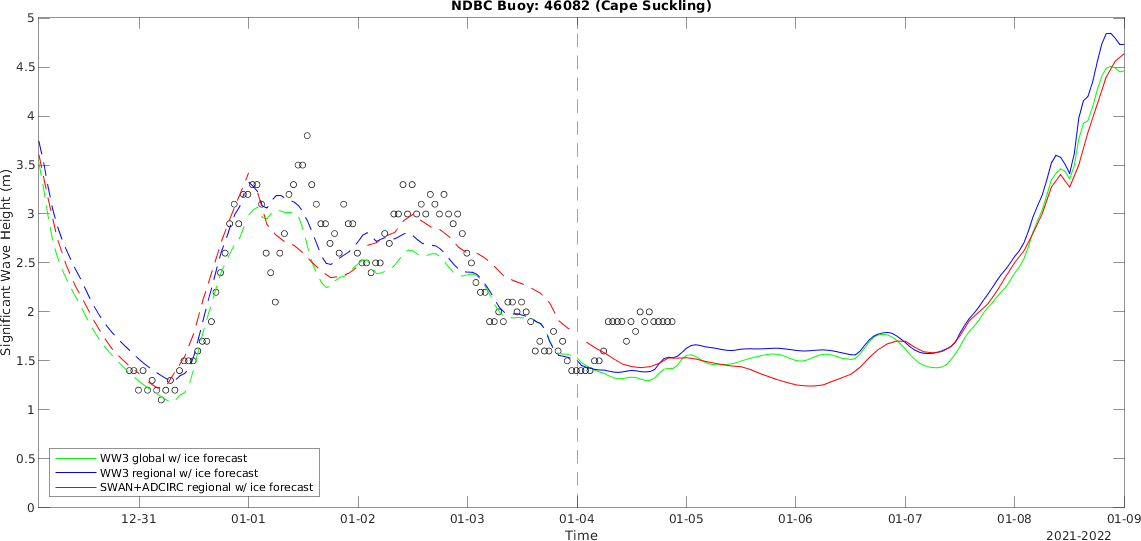 NDBC Buoy: 46082 (Cape Suckling)
5
4.5
4
3.5
3
2.5
2
1.5
1
0.5
0
Significant Wave Height (m)
WW3 global w/ ice forecast
WW3 regional w/ ice forecast
SWAN+ADCIRC regional w/ ice forecast
12-31 01-01 01-02 01-03 01-04 01-05 01-06 01-07 01-08 01-09
Time
2021-2022